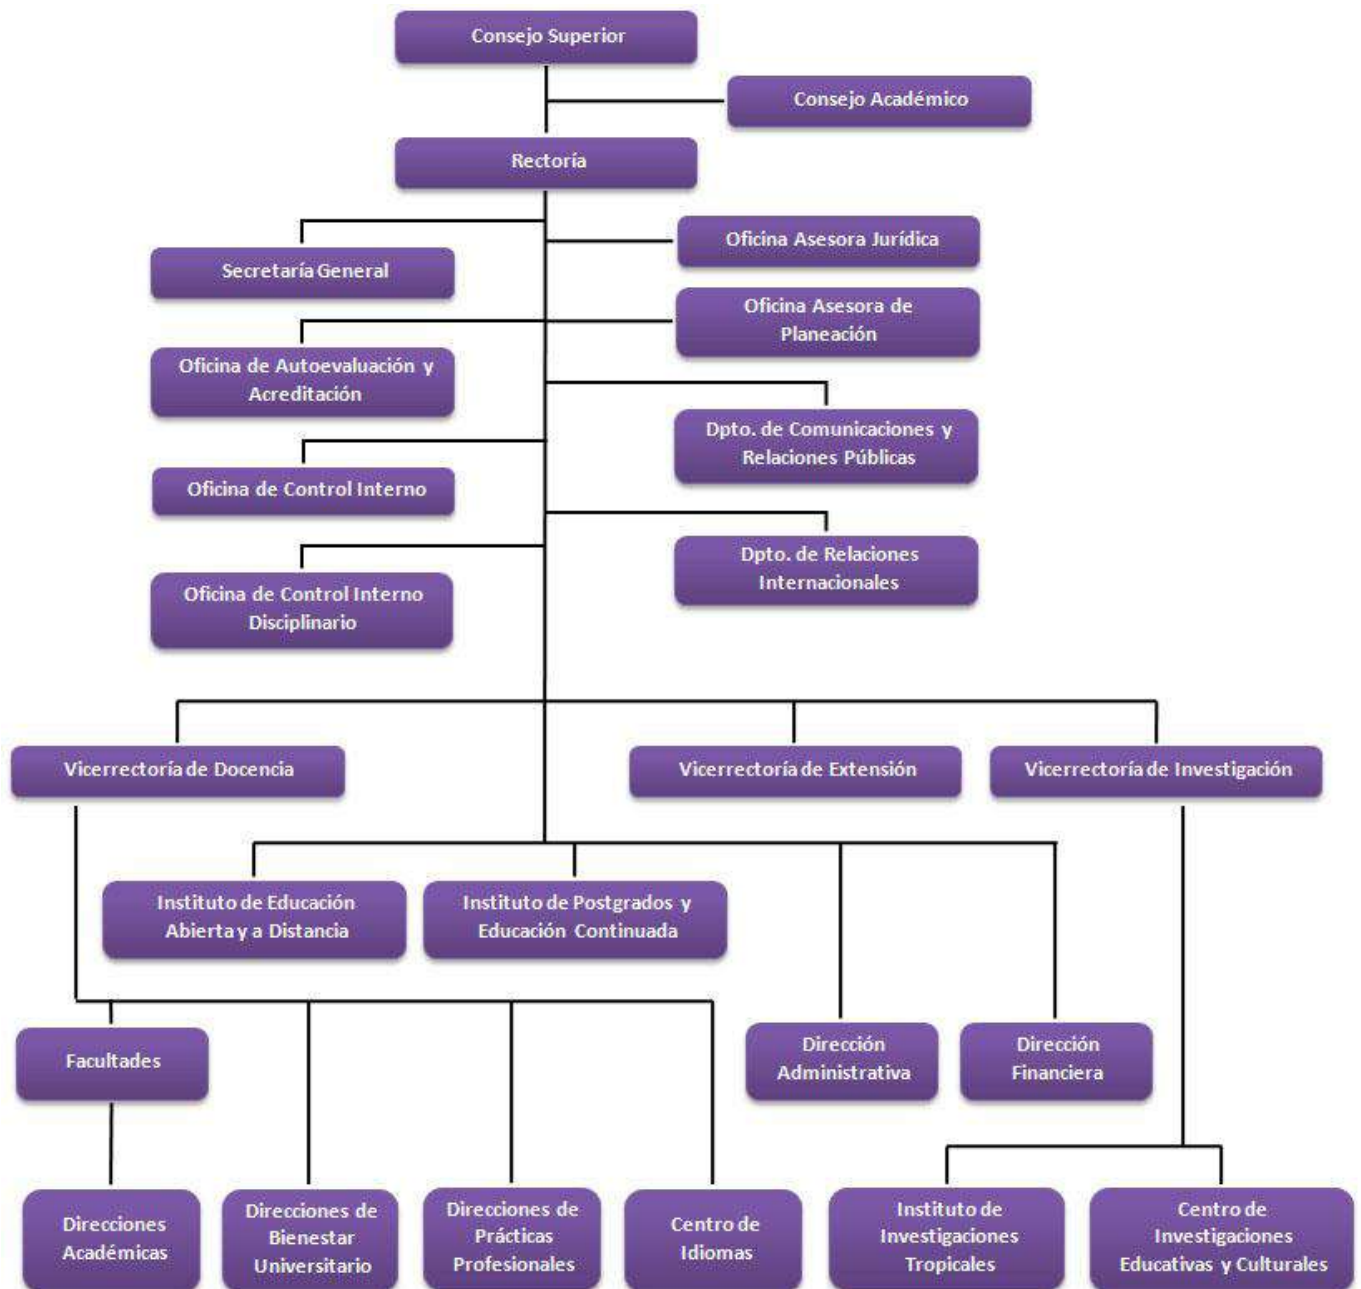 Consejo Superior
Consejo Académico
Rectoría
Oficina Asesora Jurídica
Secretaría General
Oficina Asesora de
Planeación
Oficina de Autoevaluación y
Acreditación
Dpto. de Comunicaciones y
Relaciones Públicas
Oficina de Control Interno
Dpto. de Relaciones
Internacionales
Oficina de Control Interno
Disciplinario
Vicerrectoría de Docencia
Vicerrectoría de Extensión
Vicerrectoría de Investigación
Instituto de Educación
Abierta y a Distancia
Instituto de Postgrados y
Educación Continuada
Facultades
Dirección
Administrativa
Dirección
Financiera
Direcciones
Académicas
Direcciones de
Bienestar
Universitario
Direcciones de
Prácticas
Profesionales
Centro de
Idiomas
Instituto de
Investigaciones
Tropicales
Centro de
Investigaciones
Educativas y Culturales